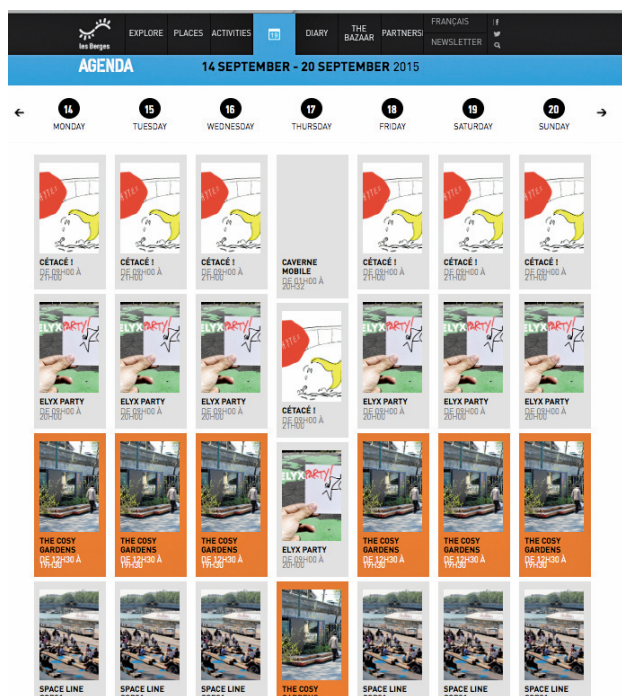 FRANÇAIS
EXPLORE PLACES ACTIVITIES DIARY THE BAZAAR PARTNERS
NEWSLETTER
les Berges
AGENDA 14 SEPTEMBER - 20 SEPTEMBER 2015
14 15 16 17 18 19 20
MONDAY TUESDAY WEDNESDAY THURSDAY FRIDAY SATURDAY SUNDAY
CÉTACÉ ! CÉTACÉ ! CÉTACÉ ! CAVERNE MOBILE CÉTACÉ ! CÉTACÉ ! CÉTACÉ !
DE 09H00 À 21H00 DE 09H00 À 21H00 DE 09H00 À 21H00 DE 01H00 À 20H32 DE 09H00 À 21H00 DE 09H00 À 21H00 DE 09H00 À 21H00
ELYX PARTY ELYX PARTY ELYX PARTY CÉTACÉ ! ELYX PARTY ELYX PARTY ELYX PARTY
DE 09H00 À 20H00 DE 09H00 À 20H00 DE 09H00 À 20H00 DE 09H00 À 21H00 DE 09H00 À 20H00 DE 09H00 À 20H00 DE 09H00 À 20H00
THE COSY GARDENS THE COSY GARDENS THE COSY GARDENS ELYX PARTY THE COSY GARDENS THE COSY GARDENS THE COSY GARDENS
DE 12H30 À 19H30 DE 12H30 À 19H30 DE 12H30 À 19H30 DE 09H00 À 20H00 DE 12H30 À 19H30 DE 12H30 À 19H30 DE 12H30 À 19H30
SPACE LINE SPACE LINE SPACE LINE THE COSY SPACE LINE SPACE LINE SPACE LINE